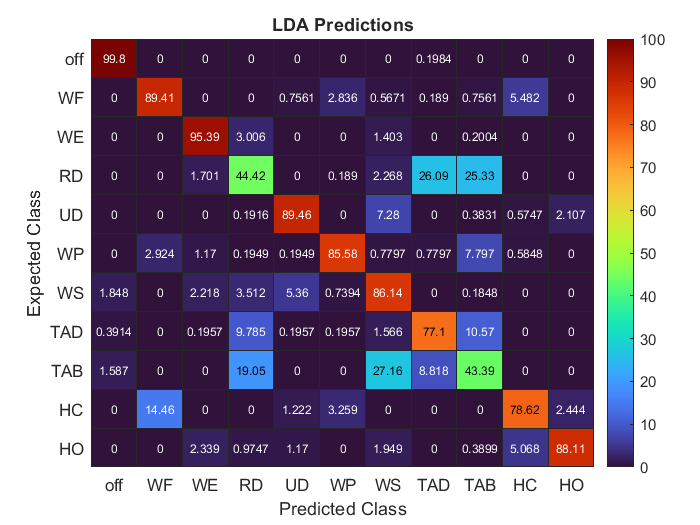 LDA Predictions
off 99.8 0 0 0 0 0 0 0.1984 0 0 0 100
WF 0 89.41 0 0 0.7561 2.836 0.5671 0.189 0.7561 5.482 0 90
WE 0 0 95.39 3.006 0 0 1.403 0 0.2004 0 0 80
RD 0 0 1.701 44.42 0 0.189 2.268 26.09 25.33 0 0 70
UD 0 0 0 0.1916 89.46 0 7.28 0 0.3831 0.5747 2.107 60
WP 0 2.924 1.17 0.1949 0.1949 85.58 0.7797 0.7797 7.797 0.5848 0 50
WS 1.848 0 2.218 3.512 5.36 0.7394 86.14 0 0.1848 0 0 40
TAD 0.3914 0 0.1957 9.785 0.1957 0.1957 1.566 77.1 10.57 0 0 30
TAB 1.587 0 0 19.05 0 0 27.16 8.818 43.39 0 0 20
HC 0 14.46 0 0 1.222 3.259 0 0 0 78.62 2.444 10
HO 0 0 2.339 0.9747 1.17 0 1.949 0 0.3899 5.068 88.11 0
off WF WE RD UD WP WS TAD TAB HC HO
Predicted Class
Expected Class